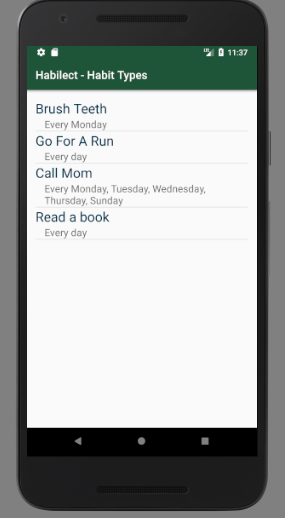 11:37
Habilect - Habit Types
Brush Teeth
Every Monday
Go For A Run
Every day
Call Mom
Every Monday, Tuesday, Wednesday,
Thursday, Sunday
Read a book
Every day